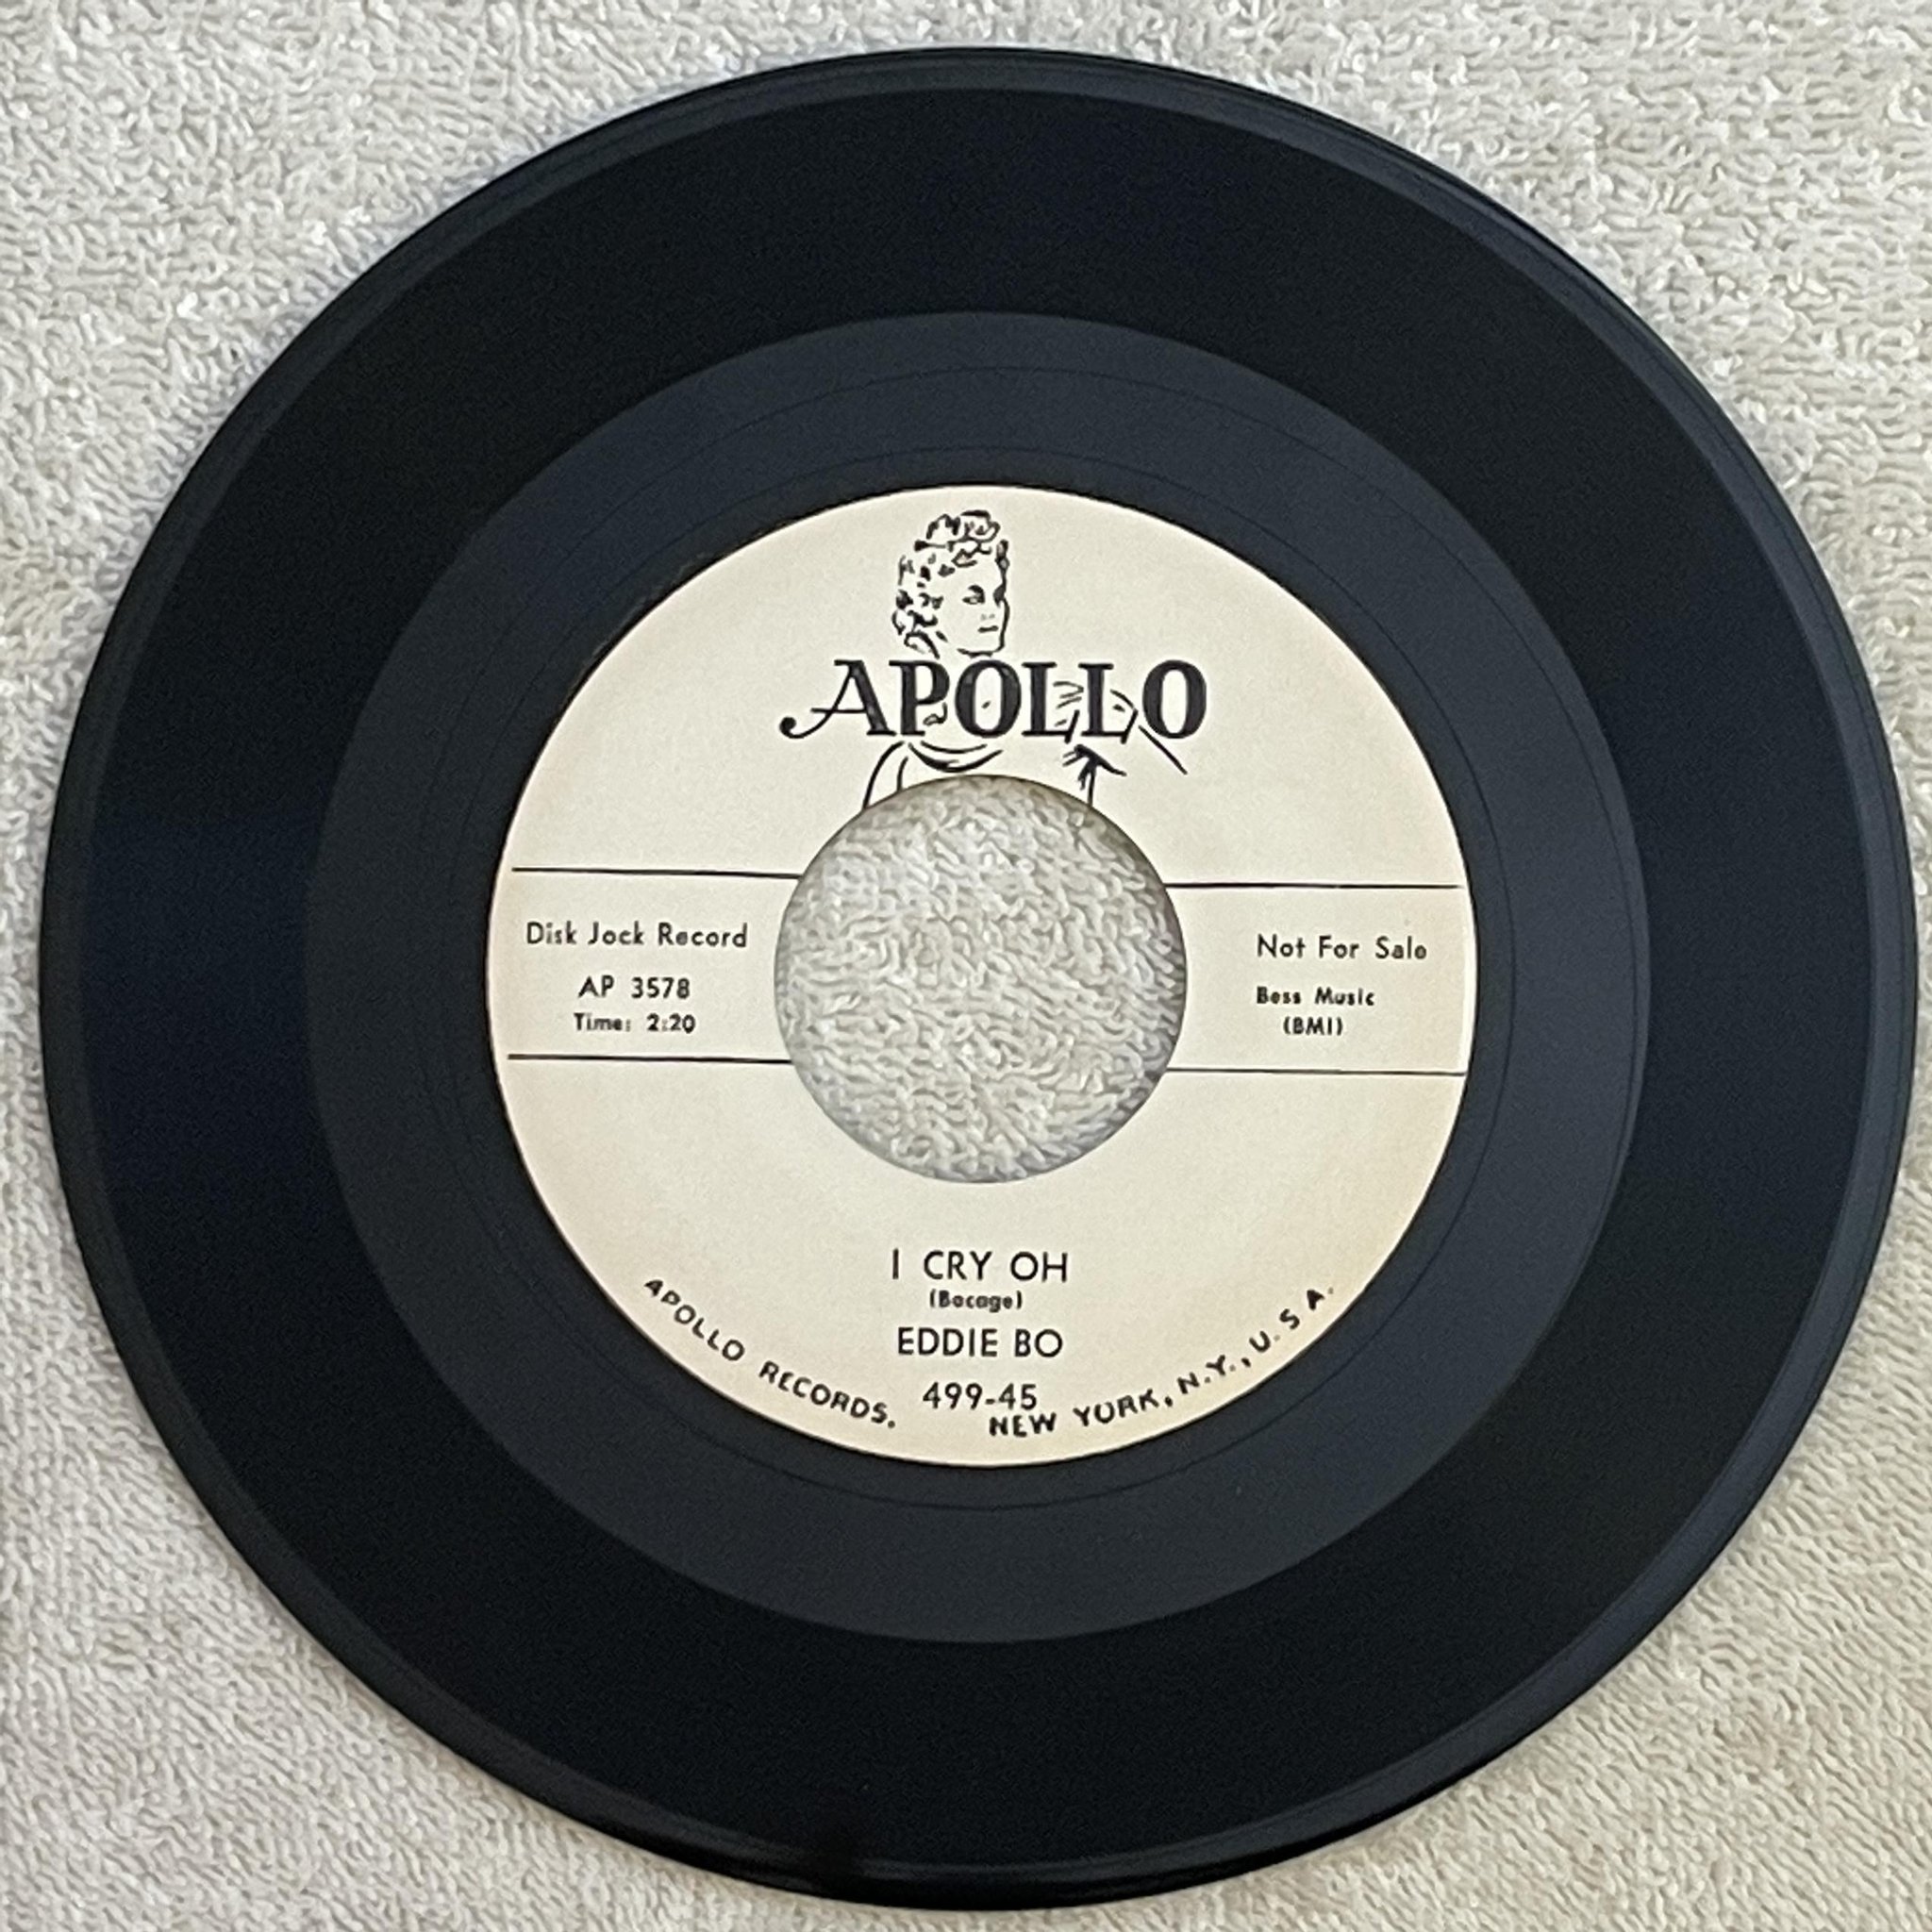 APOLLO
Disk Jock Record
AP 3578
Time: 2:20
Not For Sale
Bess Music
(BMI)
I CRY OH
(Bocage)
EDDIE BO
499-45
APOLLO RECORDS. NEW YORK, N.Y., U.S.A.